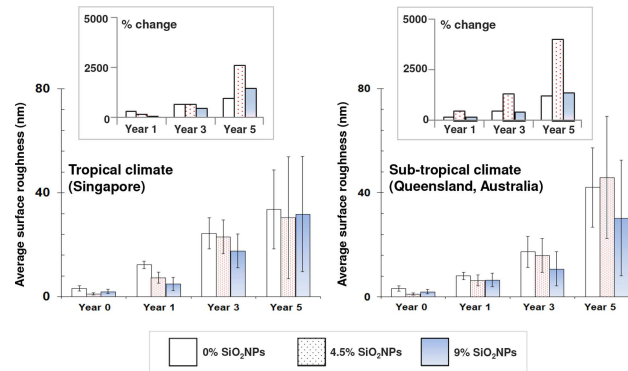 5000
% change
2500
0
Year 1 Year 3 Year 5
80
40
0
Average surface roughness (nm)
Tropical climate
(Singapore)
Year 0 Year 1 Year 3 Year 5
5000
% change
2500
0
Year 1 Year 3 Year 5
80
40
0
Average surface roughness (nm)
Sub-tropical climate
(Queensland, Australia)
Year 0 Year 1 Year 3 Year 5
0% SiO₂NPs 4.5% SiO₂NPs 9% SiO₂NPs